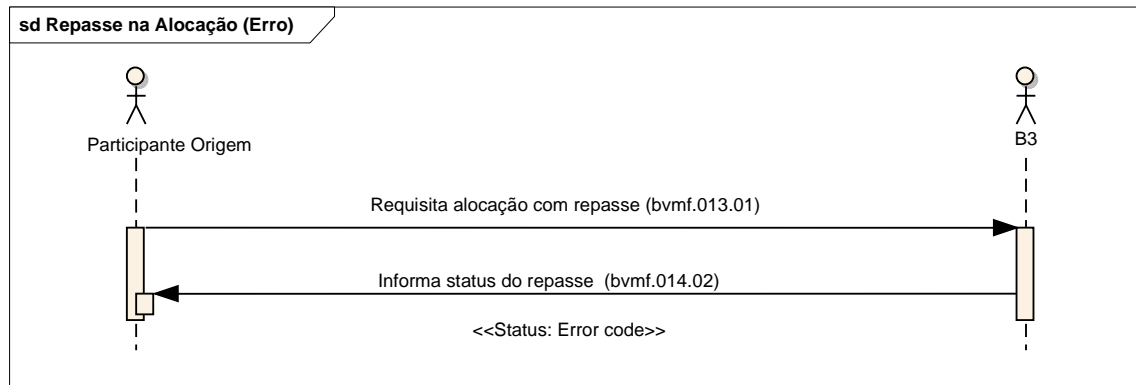 sd Repasse na Alocação (Erro)
Participante Origem
B3
Requisita alocação com repasse (bvmf.013.01)
Informa status do repasse  (bvmf.014.02)
<<Status: Error code>>